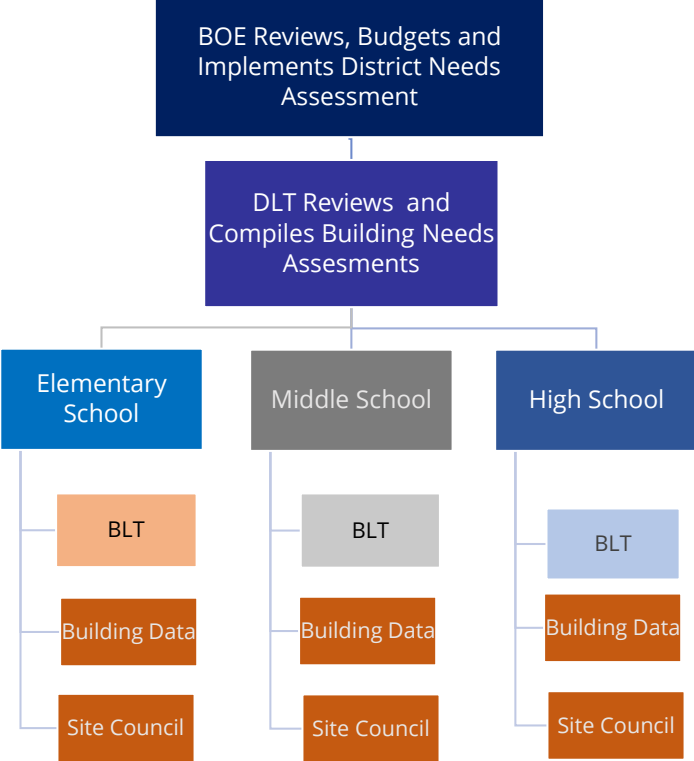 BOE Reviews, Budgets and
Implements District Needs
Assessment
DLT Reviews and
Compiles Building Needs
Assesments
Elementary
School
Middle School
High School
BLT
BLT
BLT
Building Data
Building Data
Building Data
Site Council
Site Council
Site Council